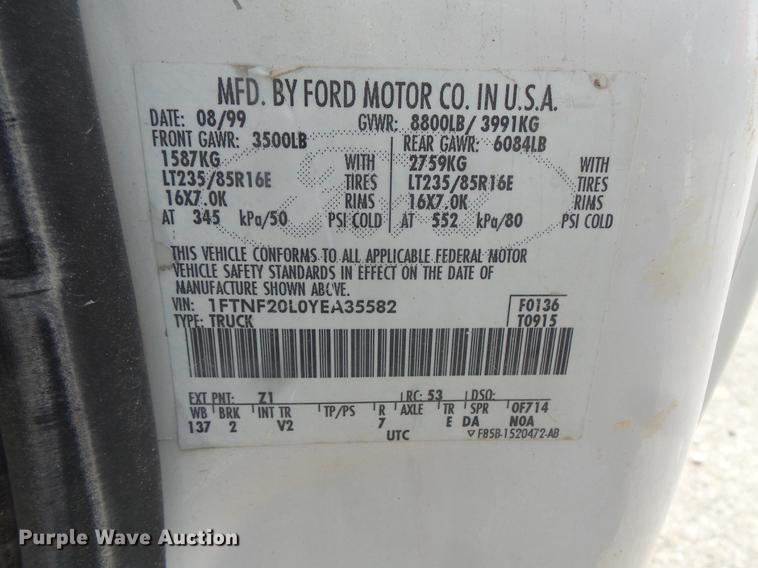 MFD. BY FORD MOTOR CO. IN U.S.A.
DATE: 08/99 GVWR: 8800LB/ 3991KG
FRONT GAWR: 3500LB REAR GAWR: 6084LB
1587KG WITH 2759KG WITH
LT235/85R16E TIRES LT235/85R16E TIRES
16X7.0K RIMS 16X7.0K RIMS
AT 345 kPa/50 PSI COLD AT 552 kPa/80 PSI COLD
THIS VEHICLE CONFORMS TO ALL APPLICABLE FEDERAL MOTOR
VEHICLE SAFETY STANDARDS IN EFFECT ON THE DATE OF
MANUFACTURE SHOWN ABOVE.
VIN: 1FTNF20L0YEA35582 F0136
TYPE: TRUCK T0915
EXT PNT: Z1 RC: 53 DSO:
WB BRK INT TR TP/PS R AXLE TR SPR 0F714
137 2 V2 7 E DA N0A
UTC F85B-1520472-AB
Purple Wave Auction